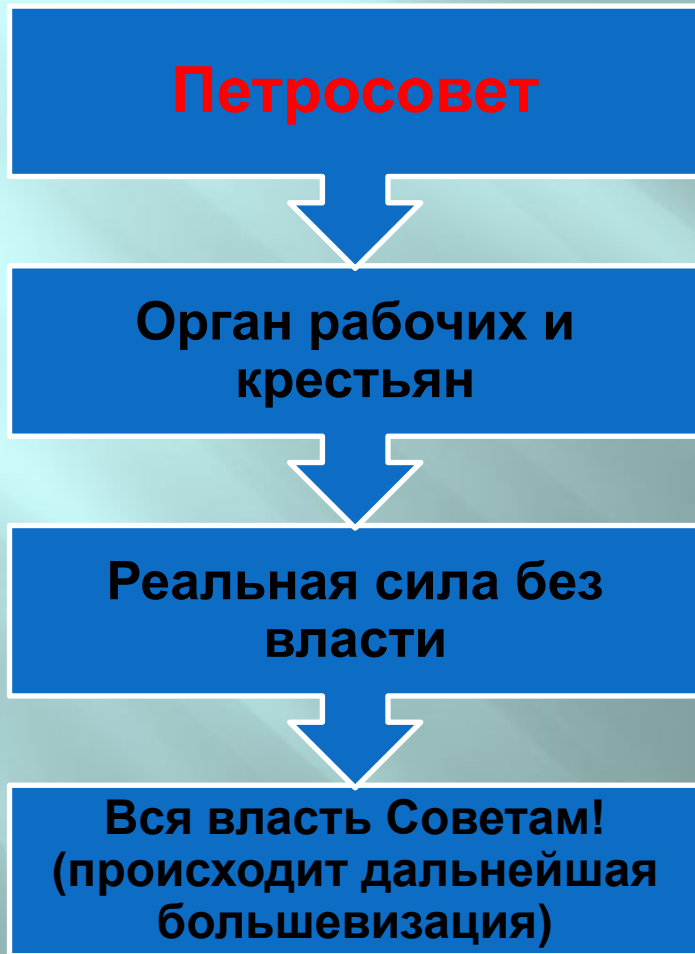 Петросовет
Орган рабочих и
крестьян
Реальная сила без
власти
Вся власть Советам!
(происходит дальнейшая
большевизация)